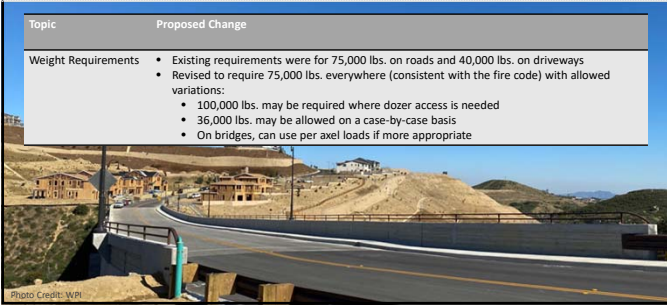 Topic Proposed Change
Weight Requirements • Existing requirements were for 75,000 lbs. on roads and 40,000 lbs. on driveways
• Revised to require 75,000 lbs. everywhere (consistent with the fire code) with allowed
variations:
• 100,000 lbs. may be required where dozer access is needed
• 36,000 lbs. may be allowed on a case-by-case basis
• On bridges, can use per axel loads if more appropriate
Photo Credit: WPI